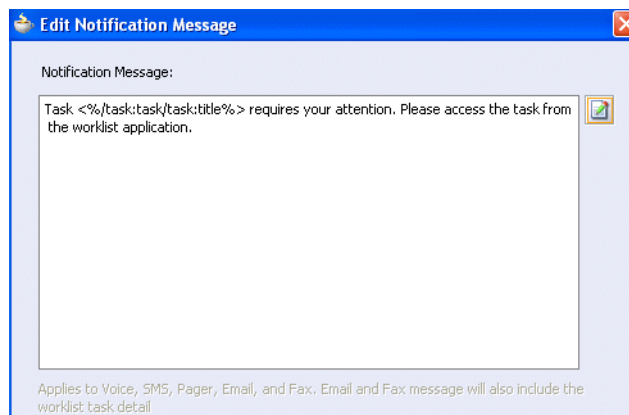 Edit Notification Message
Notification Message:
Task <%/task:task/task:title%> requires your attention. Please access the task from
the worklist application.
Applies to Voice, SMS, Pager, Email, and Fax. Email and Fax message will also include the
worklist task detail